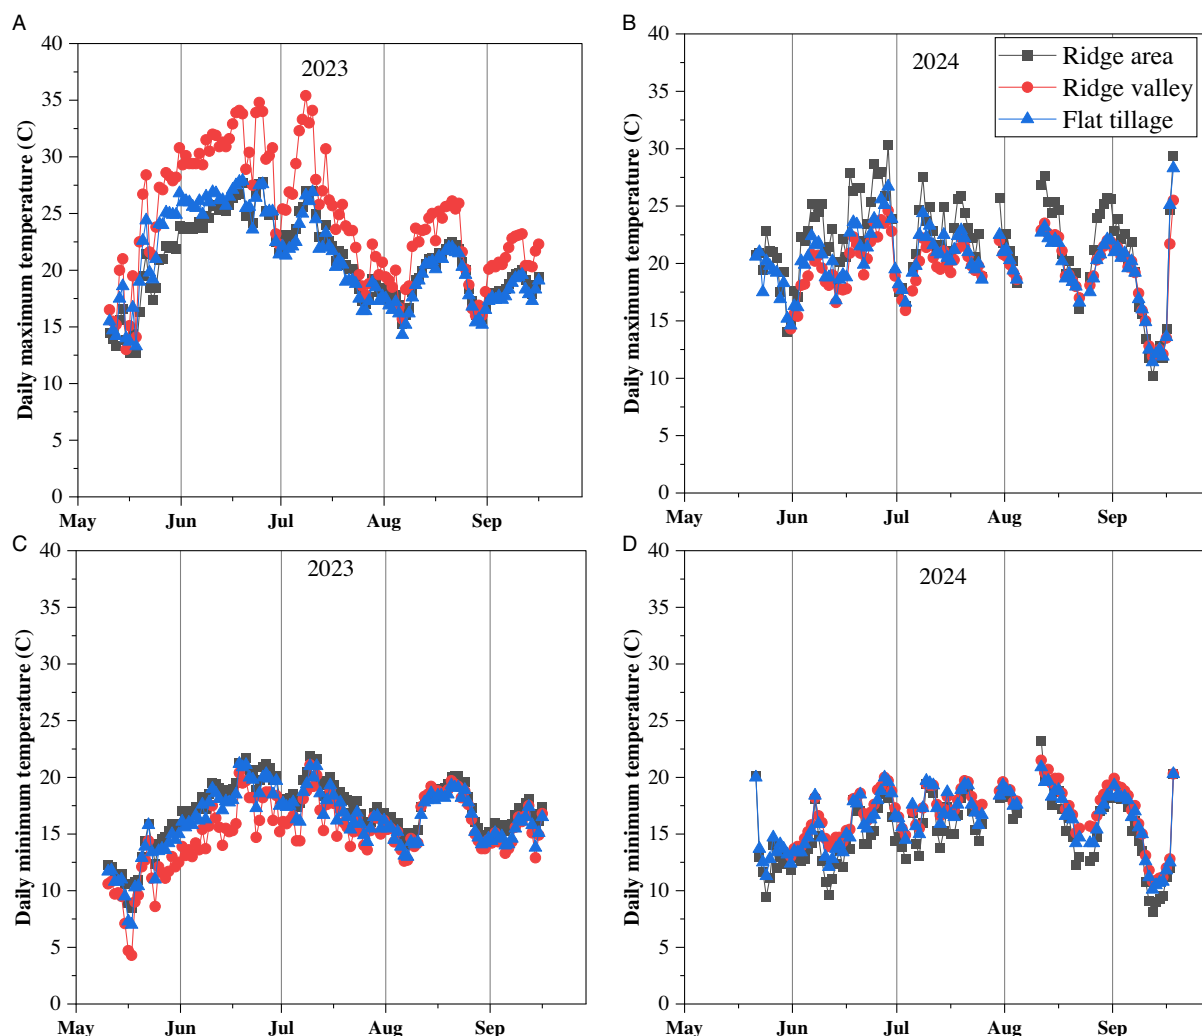 A
Daily maximum temperature (C)
40
35
30
25
20
15
10
5
0
2023
May
Jun
Jul
Aug
Sep
B
Daily maximum temperature (C)
40
35
30
25
20
15
10
5
0
2024
Ridge area
Ridge valley
Flat tillage
May
Jun
Jul
Aug
Sep
C
Daily minimum temperature (C)
40
35
30
25
20
15
10
5
0
2023
May
Jun
Jul
Aug
Sep
D
Daily minimum temperature (C)
40
35
30
25
20
15
10
5
0
2024
May
Jun
Jul
Aug
Sep